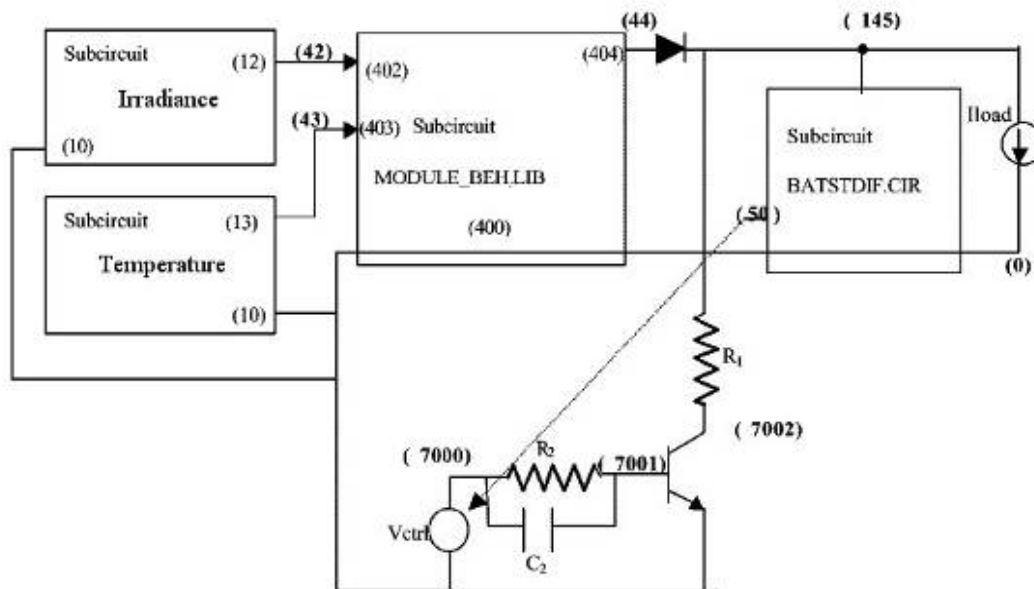 (44)
( 145)
Subcircuit
(12)
(42)
(404)
(402)
Irradiance
Iload
(43)
(403)
Subcircuit
Subcircuit
(10)
MODULE_BEH.LIB
BATSTDIF.CIR
Subcircuit
(13)
(400)
( 50 )
Temperature
(0)
(10)
R1
( 7002)
( 7000)
R2
( 7001)
Vctrl
C2